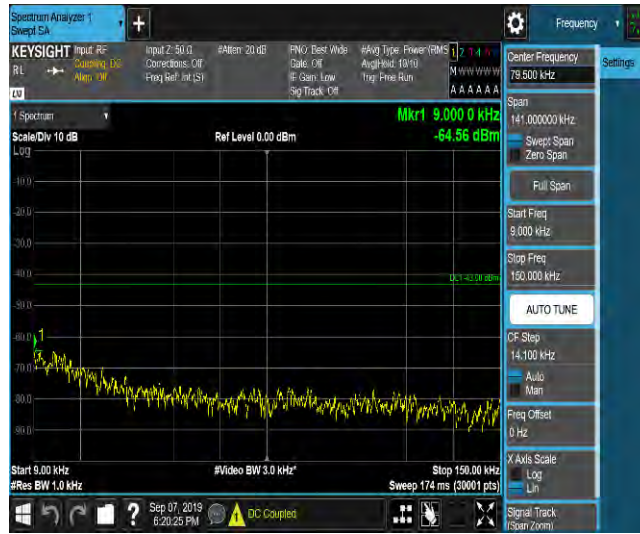 Spectrum Analyzer 1
Swept SA
+
Frequency
KEYSIGHT
RL
Input: RF
Coupling: DC
Align: Off
Input Z: 50 Ω
Corrections: Off
Freq Ref: Int (S)
#Atten: 20 dB
PNO: Best Wide
Gate: Off
IF Gain: Low
Sig Track: Off
#Avg Type: Power (RMS
Avg|Hold: 10/10
Trig: Free Run
M W W W W W
A A A A A A
1 Spectrum
Scale/Div 10 dB
Log
Ref Level 0.00 dBm
Mkr1 9.000 0 kHz
-64.56 dBm
-10.0
-20.0
-30.0
-40.0
DL1 -43.00 dBm
-50.0
-60.0
1
-70.0
-80.0
-90.0
Start 9.00 kHz
#Video BW 3.0 kHz*
Stop 150.00 kHz
#Res BW 1.0 kHz
Sweep 174 ms (30001 pts)
?
Sep 07, 2019
6:20:25 PM
DC Coupled
Center Frequency
79.500 kHz
Settings
Span
141.000000 kHz
Swept Span
Zero Span
Full Span
Start Freq
9.000 kHz
Stop Freq
150.000 kHz
AUTO TUNE
CF Step
14.100 kHz
Auto
Man
Freq Offset
0 Hz
X Axis Scale
Log
Lin
Signal Track
(Span Zoom)